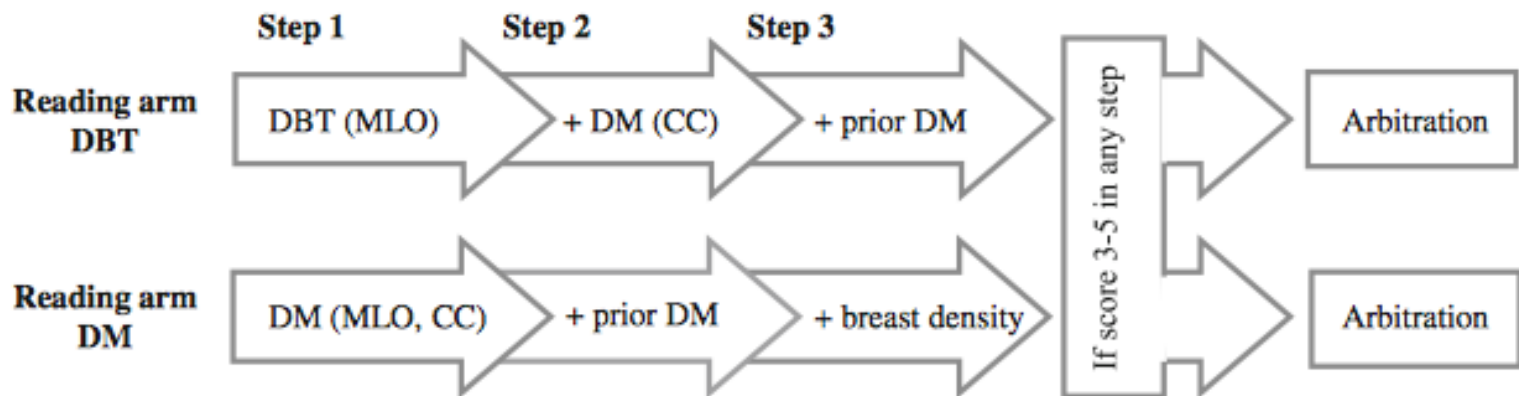 Step 1 Step 2 Step 3
Reading arm
DBT
DBT (MLO) + DM (CC) + prior DM
If score 3-5 in any step
Arbitration
Reading arm
DM
DM (MLO, CC) + prior DM + breast density
Arbitration